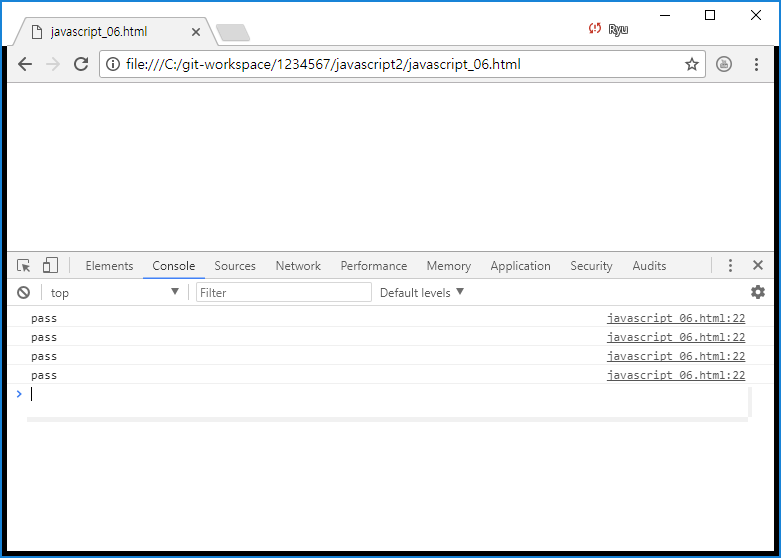 javascript_06.html
Ryu
file:///C:/git-workspace/1234567/javascript2/javascript_06.html
Elements Console Sources Network Performance Memory Application Security Audits
top Filter Default levels
pass javascript_06.html:22
pass javascript_06.html:22
pass javascript_06.html:22
pass javascript_06.html:22